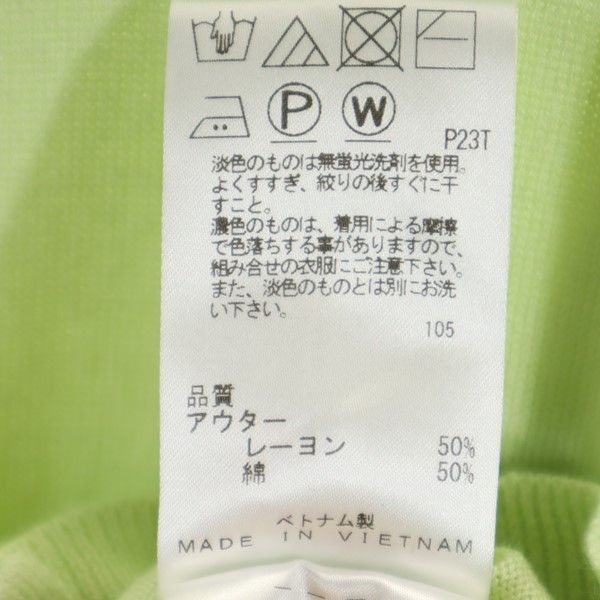 P
W
P23T
淡色のものは無蛍光洗剤を使用。
よくすすぎ、絞りの後すぐに干
すこと。
濃色のものは、着用による摩擦
で色落ちする事がありますので、
組み合せの衣服にご注意下さい。
また、淡色のものとは別にお洗
い下さい。
105
品質
アウター
レーヨン 50%
綿 50%
ベトナム製
MADE IN VIETNAM